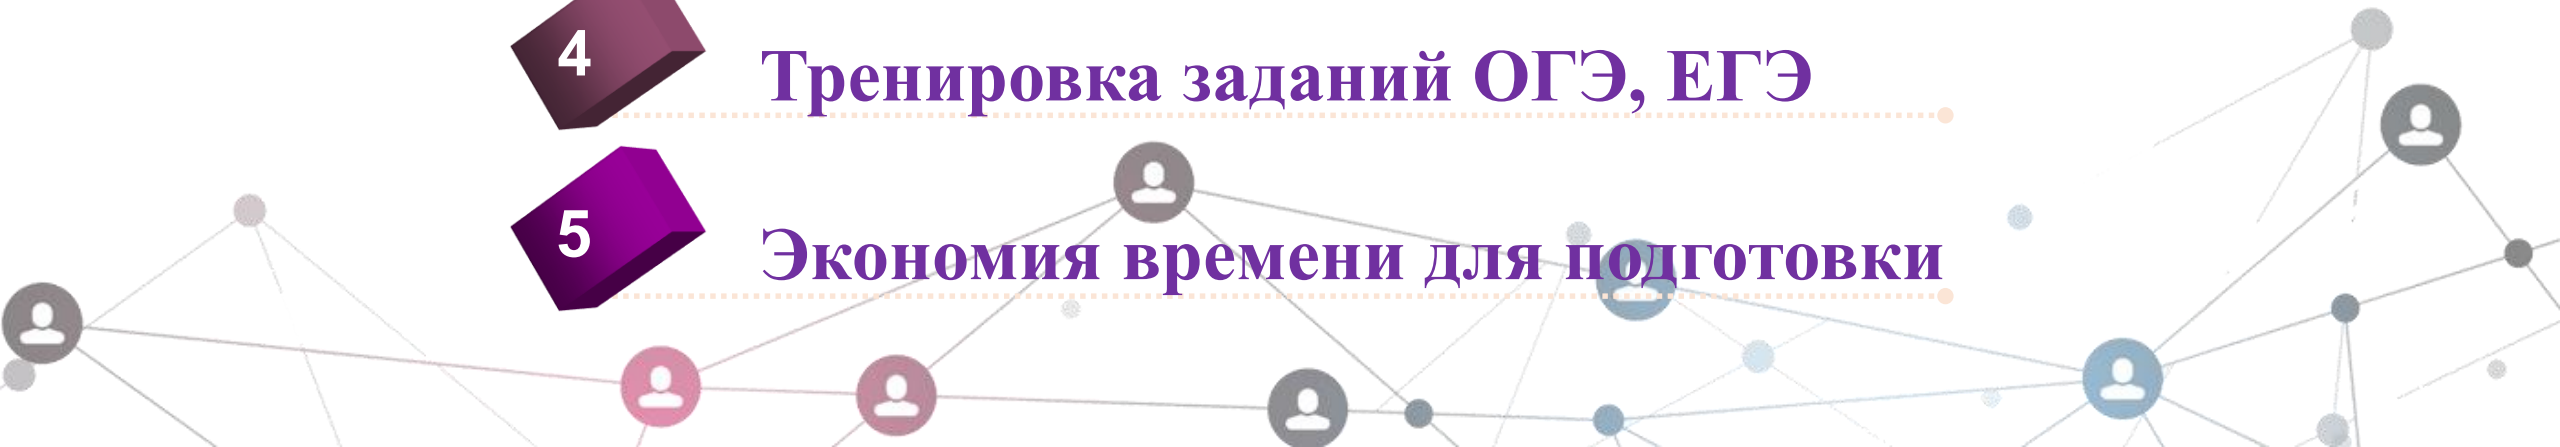 4 Тренировка заданий ОГЭ, ЕГЭ
5 Экономия времени для подготовки